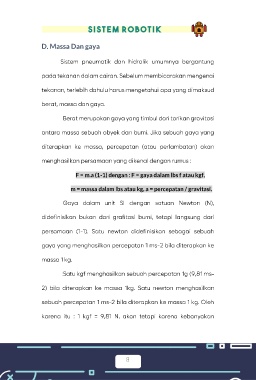 SISTEM ROBOTIK
D. Massa Dan gaya
Sistem pneumatik dan hidrolik umumnya bergantung
pada tekanan dalam cairan. Sebelum membicarakan mengenai
tekanan, terlebih dahulu harus mengetahui apa yang dimaksud
berat, massa dan gaya.
Berat merupakan gaya yang timbul dari tarikan gravitasi
antara massa sebuah obyek dan bumi. Jika sebuah gaya yang
diterapkan ke massa, percepatan (atau perlambatan) akan
menghasilkan persamaan yang dikenal dengan rumus :
F = m.a (1-1) dengan : F = gaya dalam lbs f atau kgf,
m = massa dalam lbs atau kg, a = percepatan / gravitasi.
Gaya dalam unit SI dengan satuan Newton (N),
didefinisikan bukan dari grafitasi bumi, tetapi langsung dari
persamaan (1-1). Satu newton didefinisikan sebagai sebuah
gaya yang menghasilkan percepatan 1 ms-2 bila diterapkan ke
massa 1kg.
Satu kgf menghasilkan sebuah percepatan 1g (9,81 ms-
2) bila diterapkan ke massa 1kg. Satu newton menghasilkan
sebuah percepatan 1 ms-2 bila diterapkan ke massa 1 kg. Oleh
karena itu : 1 kgf = 9,81 N, akan tetapi karena kebanyakan